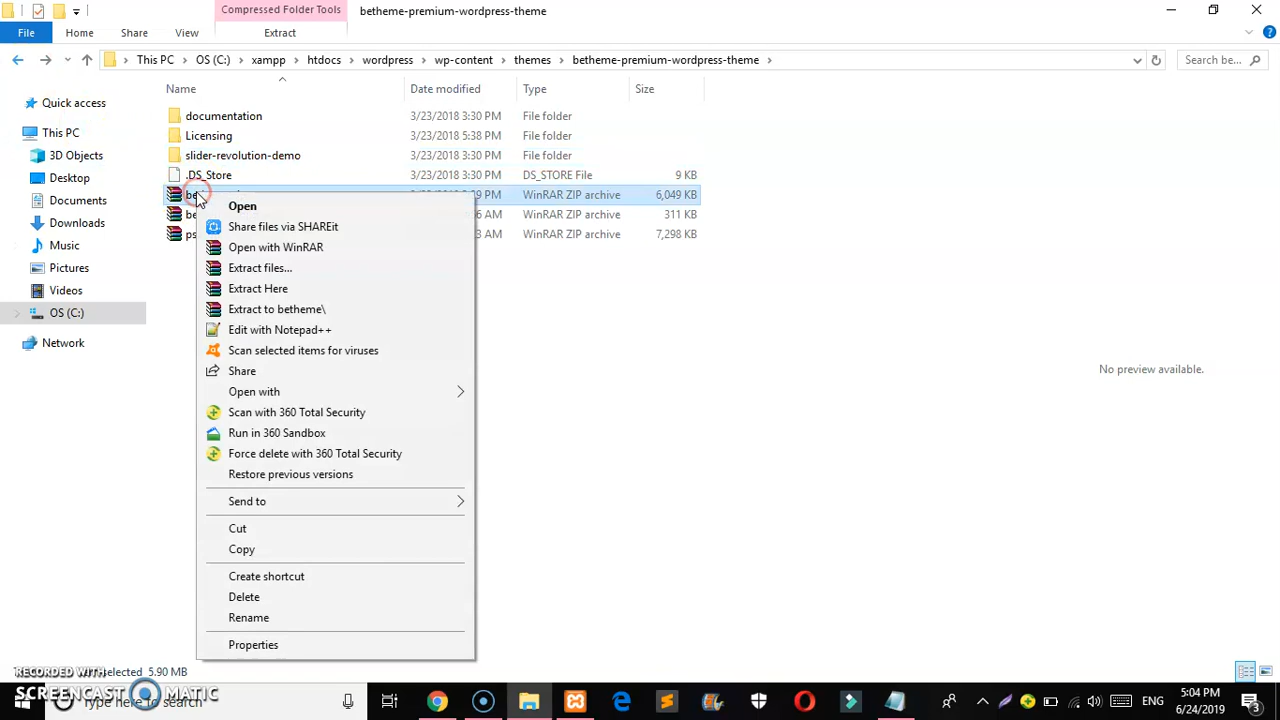 Compressed Folder Tools
betheme-premium-wordpress-theme
File
Home
Share
View
Extract
This PC
OS (C:)
xampp
htdocs
wordpress
wp-content
themes
betheme-premium-wordpress-theme
Search be...
Name
Date modified
Type
Size
Quick access
This PC
3D Objects
Desktop
Documents
Downloads
Music
Pictures
Videos
OS (C:)
Network
documentation 3/23/2018 3:30 PM File folder
Licensing 3/23/2018 5:38 PM File folder
slider-revolution-demo 3/23/2018 3:30 PM File folder
.DS_Store 3/23/2018 3:30 PM DS_STORE File 9 KB
PM WinRAR ZIP archive 6,049 KB
AM WinRAR ZIP archive 311 KB
AM WinRAR ZIP archive 7,298 KB
Open
Share files via SHAREit
Open with WinRAR
Extract files...
Extract Here
Extract to betheme\
Edit with Notepad++
Scan selected items for viruses
Share
Open with
Scan with 360 Total Security
Run in 360 Sandbox
Force delete with 360 Total Security
Restore previous versions
Send to
Cut
Copy
Create shortcut
Delete
Rename
Properties
No preview available.
selected 5.90 MB
RECORDED WITH
SCREENCAST MATIC
Type here to search
ENG
5:04 PM
6/24/2019
3